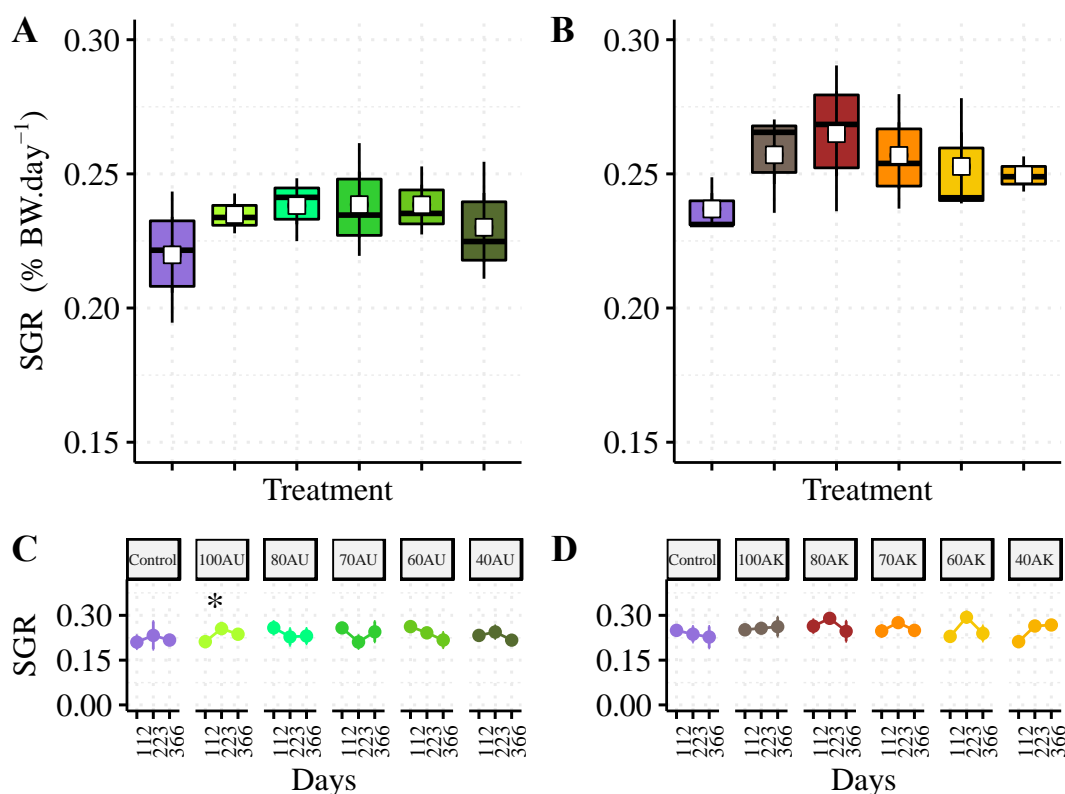 A
B
SGR (% BW.day⁻¹)
0.30
0.25
0.20
0.15
Treatment
0.30
0.25
0.20
0.15
Treatment
C
Control
100AU
80AU
70AU
60AU
40AU
*
SGR
0.30
0.15
0.00
112
223
366
112
223
366
112
223
366
112
223
366
112
223
366
112
223
366
Days
D
Control
100AK
80AK
70AK
60AK
40AK
0.30
0.15
0.00
112
223
366
112
223
366
112
223
366
112
223
366
112
223
366
112
223
366
Days